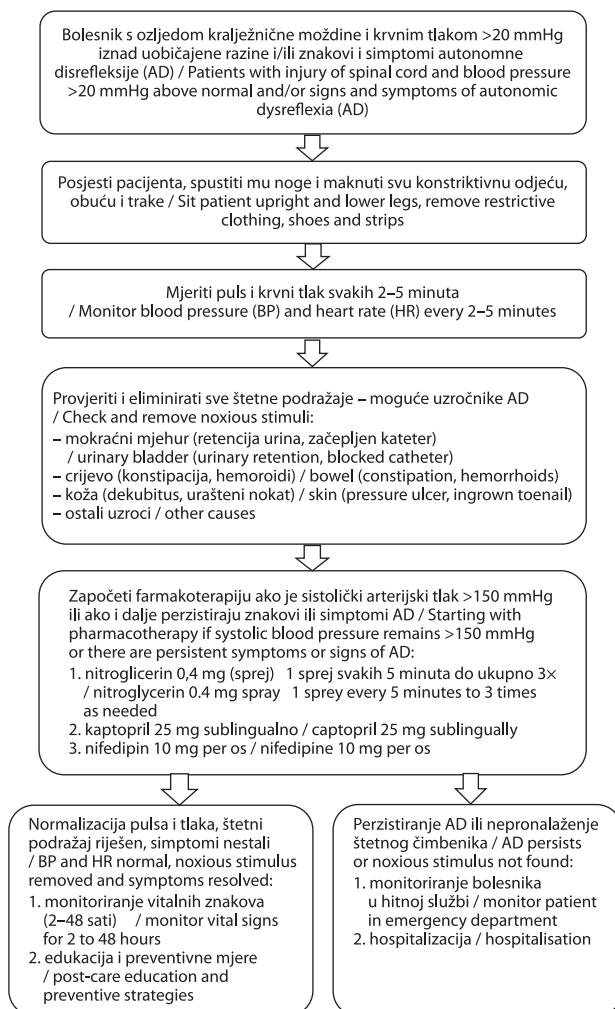 Bolesnik s ozljedom kralježnične moždine i krvnim tlakom >20 mmHg
iznad uobičajene razine i/ili znakovi i simptomi autonomne
disrefleksije (AD) / Patients with injury of spinal cord and blood pressure
>20 mmHg above normal and/or signs and symptoms of autonomic
dysreflexia (AD)
Posjesti pacijenta, spustiti mu noge i maknuti svu konstriktivnu odjeću,
obuću i trake / Sit patient upright and lower legs, remove restrictive
clothing, shoes and strips
Mjeriti puls i krvni tlak svakih 2–5 minuta
/ Monitor blood pressure (BP) and heart rate (HR) every 2–5 minutes
Provjeriti i eliminirati sve štetne podražaje – moguće uzročnike AD
/ Check and remove noxious stimuli:
– mokraćni mjehur (retencija urina, začepljen kateter)
/ urinary bladder (urinary retention, blocked catheter)
– crijevo (konstipacija, hemoroidi) / bowel (constipation, hemorrhoids)
– koža (dekubitus, urašteni nokat) / skin (pressure ulcer, ingrown toenail)
– ostali uzroci / other causes
Započeti farmakoterapiju ako je sistolički arterijski tlak >150 mmHg
ili ako i dalje perzistiraju znakovi ili simptomi AD / Starting with
pharmacotherapy if systolic blood pressure remains >150 mmHg
or there are persistent symptoms or signs of AD:
1. nitroglicerin 0,4 mg (sprej) 1 sprej svakih 5 minuta do ukupno 3×
/ nitroglycerin 0.4 mg spray 1 sprey every 5 minutes to 3 times
as needed
2. kaptopril 25 mg sublingualno / captopril 25 mg sublingually
3. nifedipin 10 mg per os / nifedipine 10 mg per os
Normalizacija pulsa i tlaka, štetni
podražaj riješen, simptomi nestali
/ BP and HR normal, noxious stimulus
removed and symptoms resolved:
1. monitoriranje vitalnih znakova
(2–48 sati) / monitor vital signs
for 2 to 48 hours
2. edukacija i preventivne mjere
/ post-care education and
preventive strategies
Perzistiranje AD ili nepronalaženje
štetnog čimbenika / AD persists
or noxious stimulus not found:
1. monitoriranje bolesnika
u hitnoj službi / monitor patient
in emergency department
2. hospitalizacija / hospitalisation